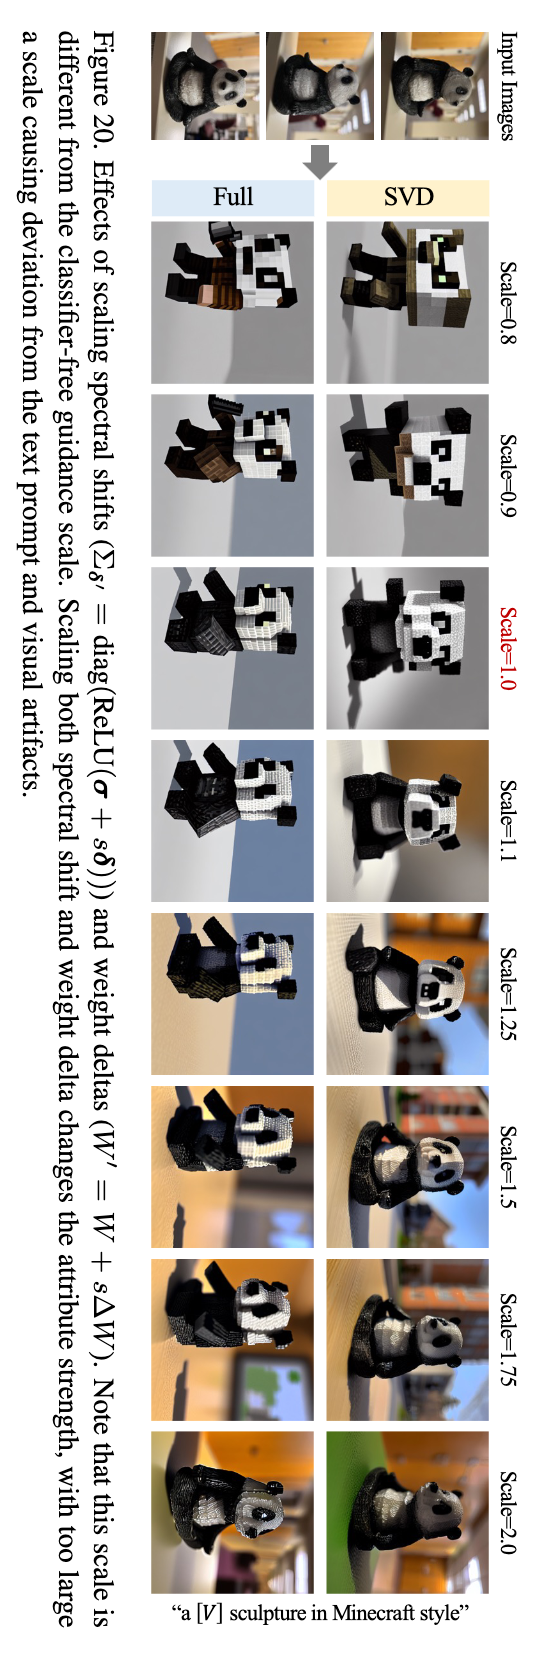 Input Images
Scale=0.8
Scale=0.9
Scale=1.0
Scale=1.1
Scale=1.25
Scale=1.5
Scale=1.75
Scale=2.0
SVD
Full
“a [V] sculpture in Minecraft style”
Figure 20. Effects of scaling spectral shifts (Σ_δ′ = diag(ReLU(σ + sδ))) and weight deltas (W′ = W + sΔW). Note that this scale is
different from the classifier-free guidance scale. Scaling both spectral shift and weight delta changes the attribute strength, with too large
a scale causing deviation from the text prompt and visual artifacts.